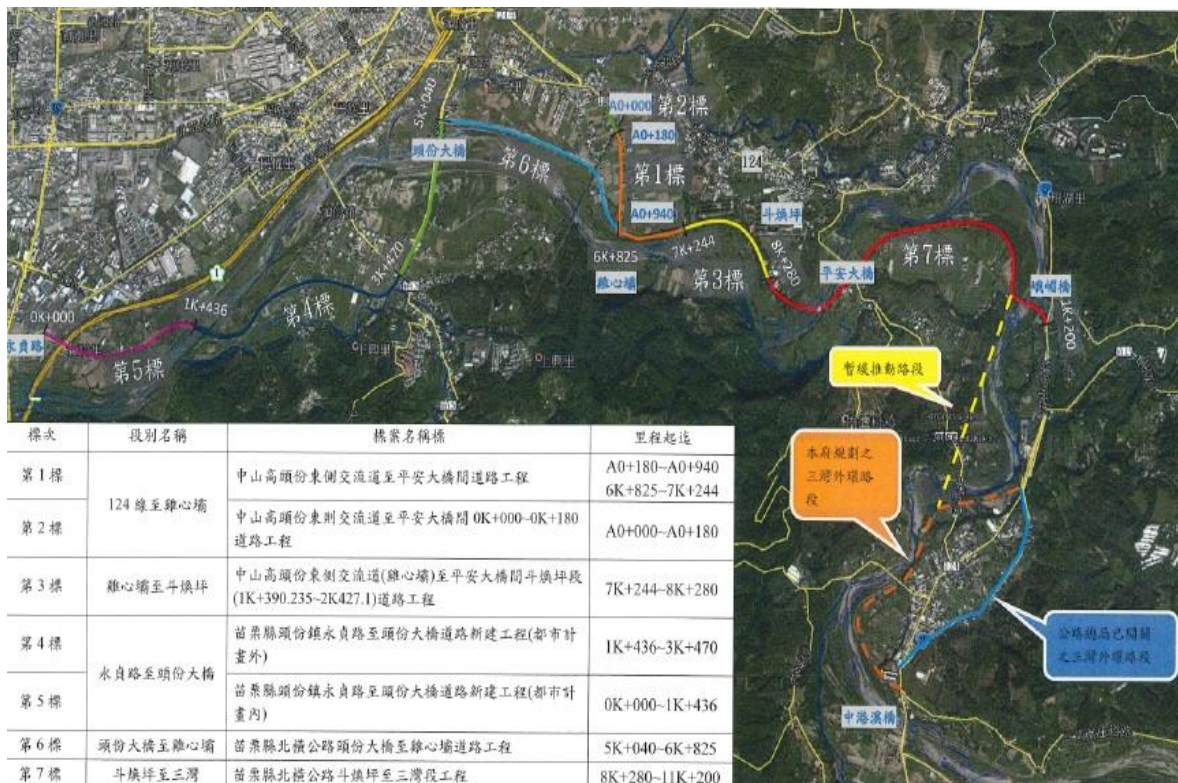 A0+000 第2標
A0+180
5K+040
頭份大橋
第6標
第1標
124
A0+940
斗煥坪
3K+470
6K+825
7K+244
8K+280
雞心壩
第3標
平安大橋
第7標
峨嵋橋
1
0K+000
1K+436
第4標
永貞路
第5標
1K+200
暫緩推動路段
本府規劃之
三灣外環路
段
公路總局已開闢
之三灣外環路段
中港溪橋
標次 段別名稱 標案名稱標 里程起迄
第1標 124線至雞心壩 中山高頭份東側交流道至平安大橋間道路工程 A0+180~A0+940
6K+825~7K+244
第2標 中山高頭份東則交流道至平安大橋間 0K+000~0K+180
道路工程 A0+000~A0+180
第3標 雞心壩至斗煥坪 中山高頭份東側交流道(雞心壩)至平安大橋間斗煥坪段
(1K+390.235~2K427.1)道路工程 7K+244~8K+280
第4標 永貞路至頭份大橋 苗栗縣頭份鎮永貞路至頭份大橋道路新建工程(都市計
畫外) 1K+436~3K+470
第5標 苗栗縣頭份鎮永貞路至頭份大橋道路新建工程(都市計
畫內) 0K+000~1K+436
第6標 頭份大橋至雞心壩 苗栗縣北橫公路頭份大橋至雞心壩道路工程 5K+040~6K+825
第7標 斗煥坪至三灣 苗栗縣北橫公路斗煥坪至三灣段工程 8K+280~11K+200